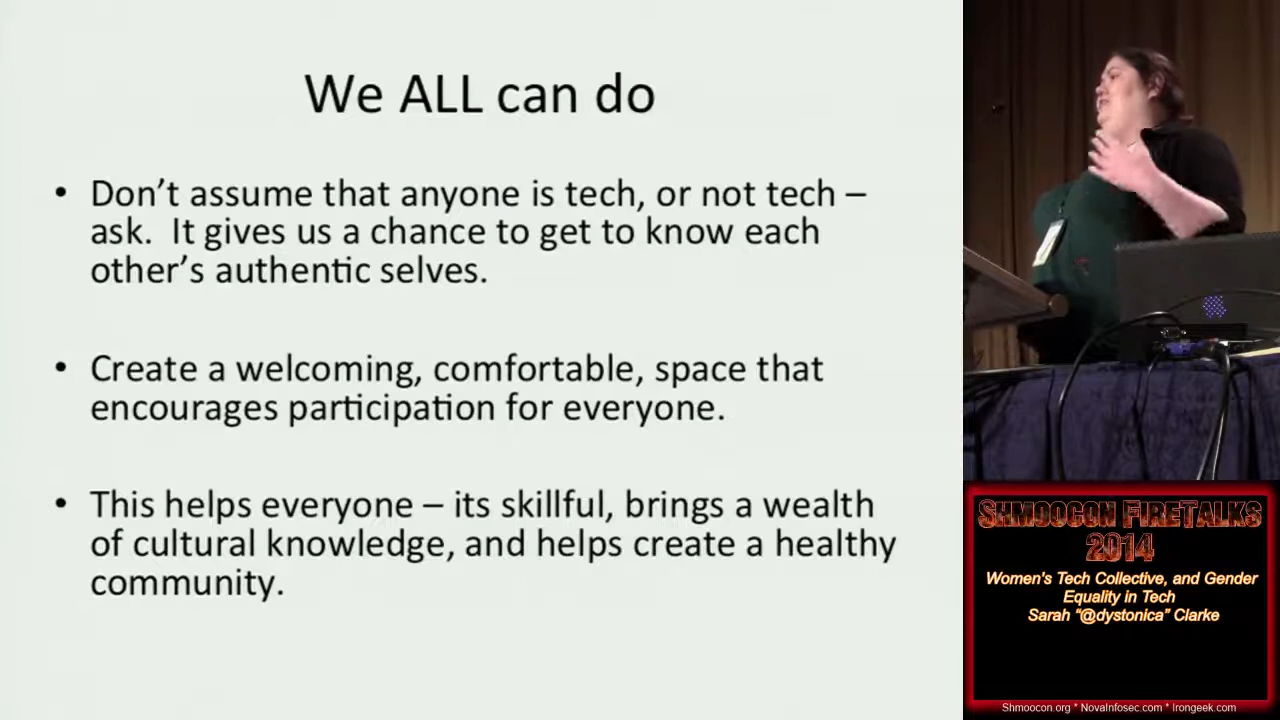 We ALL can do
• Don't assume that anyone is tech, or not tech –
ask.  It gives us a chance to get to know each
other's authentic selves.
• Create a welcoming, comfortable, space that
encourages participation for everyone.
• This helps everyone – its skillful, brings a wealth
of cultural knowledge, and helps create a healthy
community.
Shmoocon FireTalks
2014
Women's Tech Collective, and Gender
Equality in Tech
Sarah "@dystonica" Clarke
Shmoocon.org * NovaInfosec.com * Irongeek.com